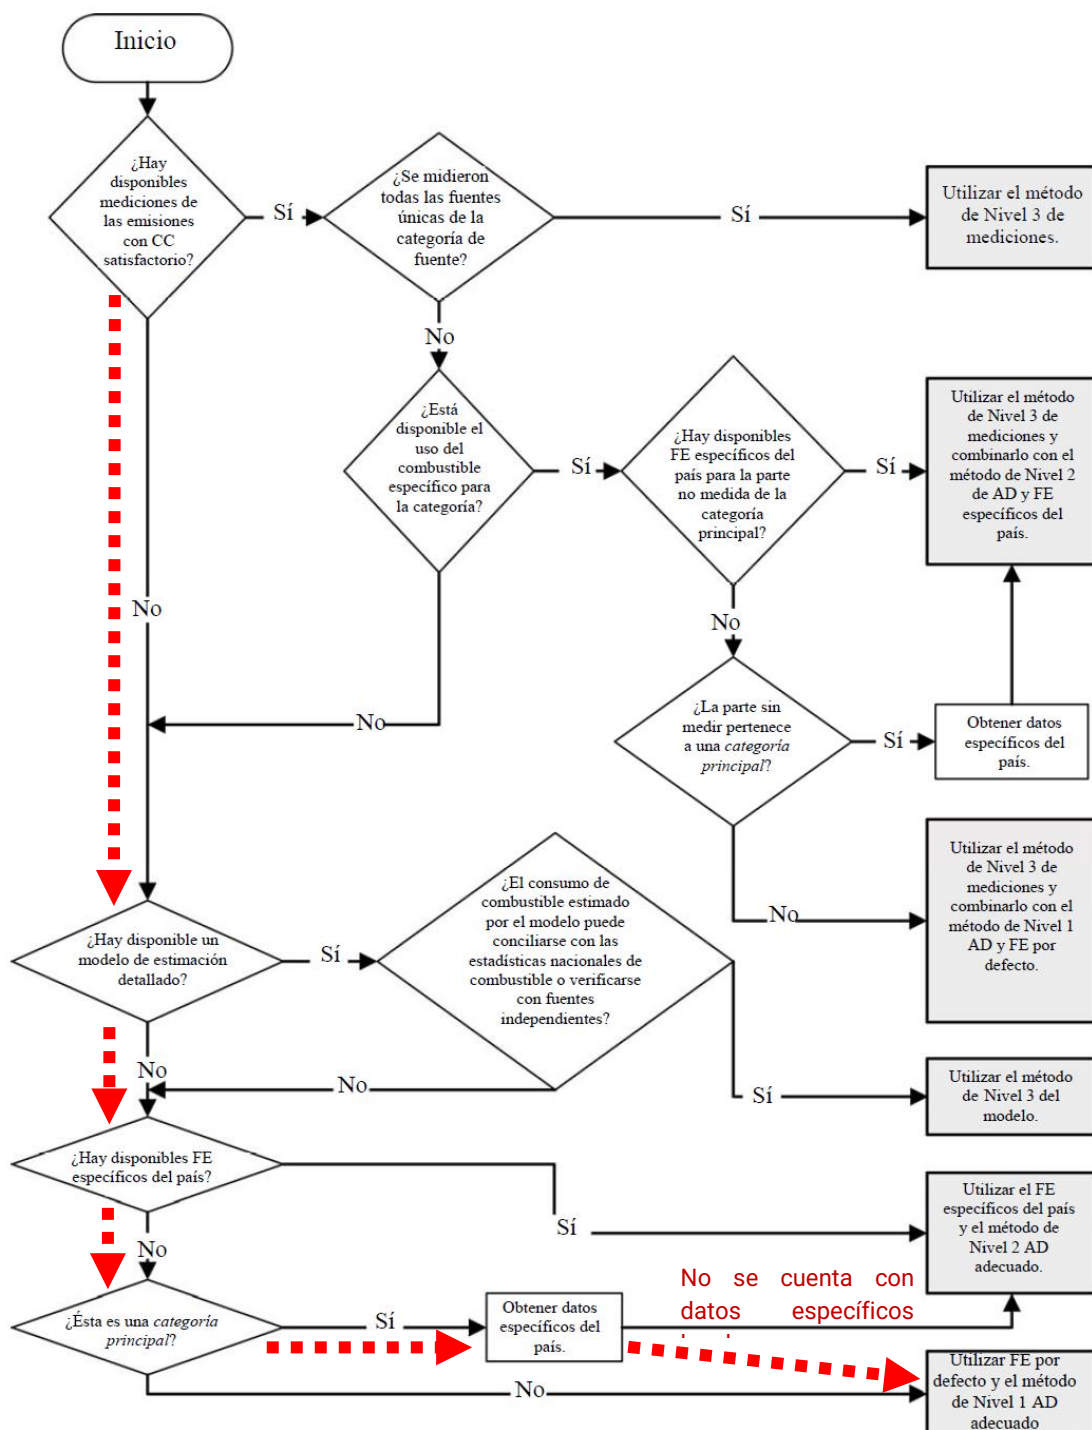 Inicio
¿Hay
disponibles
mediciones de
las emisiones
con CC
satisfactorio?
Sí
¿Se midieron
todas las fuentes
únicas de la
categoría de
fuente?
Sí
Utilizar el método
de Nivel 3 de
mediciones.
No
¿Está
disponible el
uso del
combustible
específico para
la categoría?
Sí
¿Hay disponibles
FE específicos del
país para la parte
no medida de la
categoría
principal?
Sí
Utilizar el método
de Nivel 3 de
mediciones y
combinarlo con el
método de Nivel 2
de AD y FE
específicos del
país.
No
No
No
¿La parte sin
medir pertenece
a una categoría
principal?
Sí
Obtener datos
específicos del
país.
No
Utilizar el método
de Nivel 3 de
mediciones y
combinarlo con el
método de Nivel 1
AD y FE por
defecto.
¿Hay disponible un
modelo de estimación
detallado?
Sí
¿El consumo de
combustible estimado
por el modelo puede
conciliarse con las
estadísticas nacionales de
combustible o verificarse
con fuentes
independientes?
No
No
Sí
Utilizar el método
de Nivel 3 del
modelo.
¿Hay disponibles FE
específicos del país?
Sí
Utilizar el FE
específicos del país
y el método de
Nivel 2 AD
adecuado.
No
¿Ésta es una categoría
principal?
Sí
Obtener datos
específicos del
país.
No se cuenta con
datos específicos
No
Utilizar FE por
defecto y el método
de Nivel 1 AD
adecuado